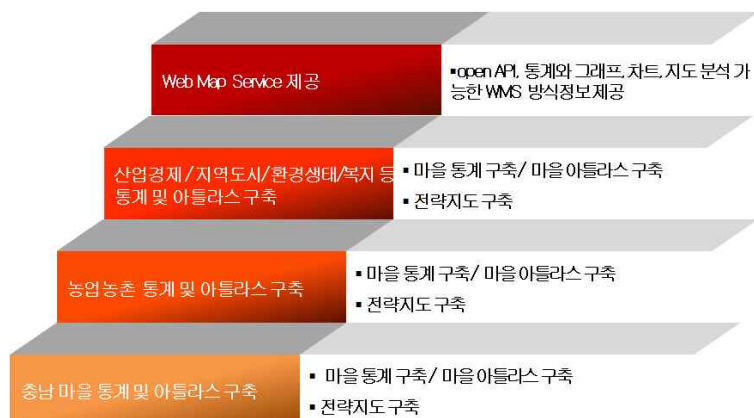 Web Map Service 제공
▪open API, 통계와 그래프, 차트, 지도 분석 가
능한 WMS 방식정보 제공
산업경제/지역도시/환경생태/복지 등
통계 및 아틀라스 구축
▪ 마을 통계 구축/ 마을 아틀라스 구축
▪ 전략지도 구축
농업농촌 통계 및 아틀라스 구축
▪ 마을 통계 구축/ 마을 아틀라스 구축
▪ 전략지도 구축
충남 마을 통계 및 아틀라스 구축
▪ 마을 통계 구축/ 마을 아틀라스 구축
▪ 전략지도 구축